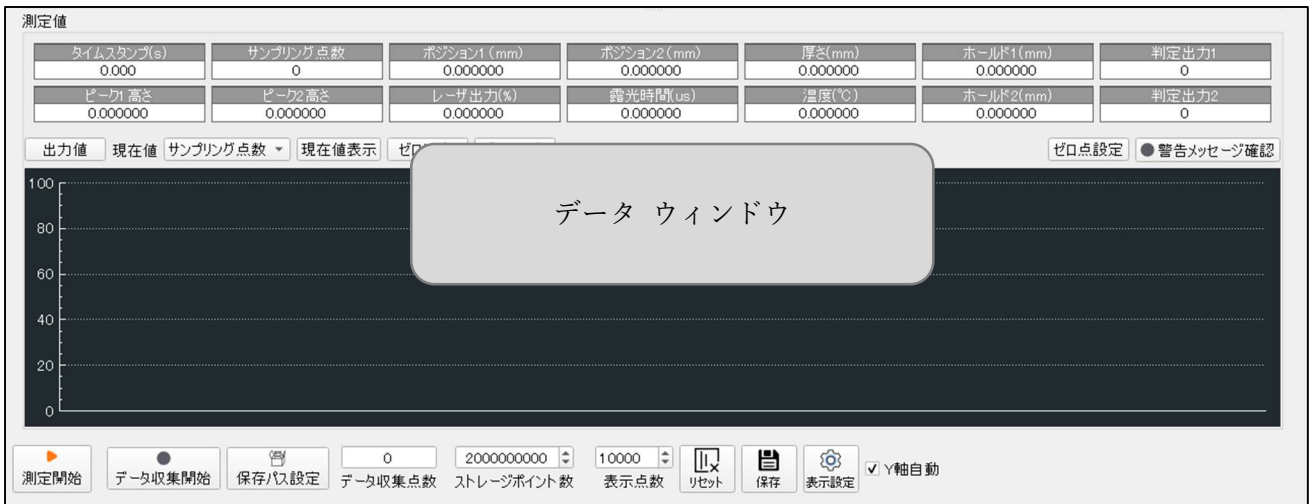 測定値
タイムスタンプ(s) サンプリング点数 ポジション1 (mm) ポジション2 (mm) 厚さ(mm) ホールド1(mm) 判定出力1
0.000 0 0.000000 0.000000 0.000000 0.000000 0
ピーク1 高さ ピーク2 高さ レーザ出力(%) 露光時間(us) 温度(℃) ホールド2(mm) 判定出力2
0.000000 0.000000 0.000000 0.000000 0.000000 0.000000 0
出力値 現在値 サンプリング点数 現在値表示 ゼロ点設定 警告メッセージ確認
データ ウィンドウ
100
80
60
40
20
0
0 2000000000 10000
測定開始 データ収集開始 保存パス設定 データ収集点数 ストレージポイント数 表示点数 リセット 保存 表示設定 Y軸自動